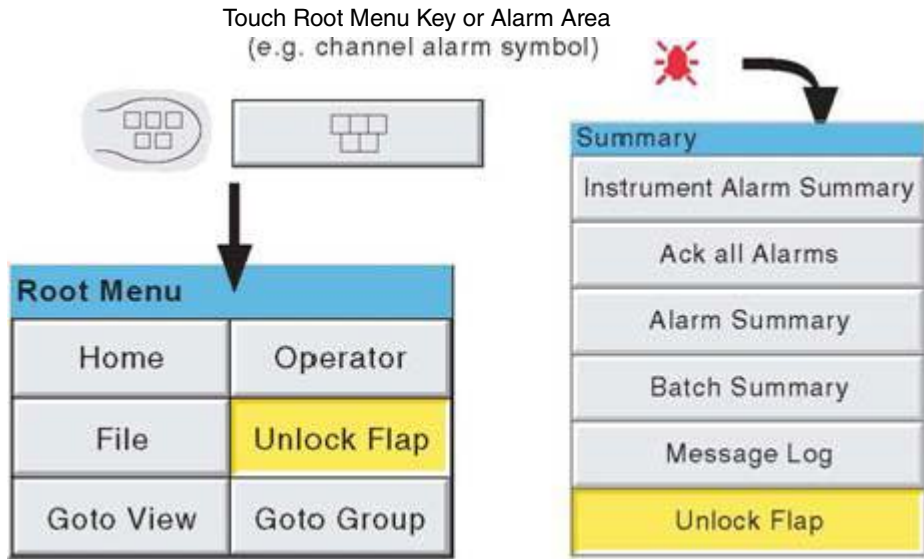 Touch Root Menu Key or Alarm Area
(e.g. channel alarm symbol)
Root Menu
Home
Operator
File
Unlock Flap
Goto View
Goto Group
Summary
Instrument Alarm Summary
Ack all Alarms
Alarm Summary
Batch Summary
Message Log
Unlock Flap